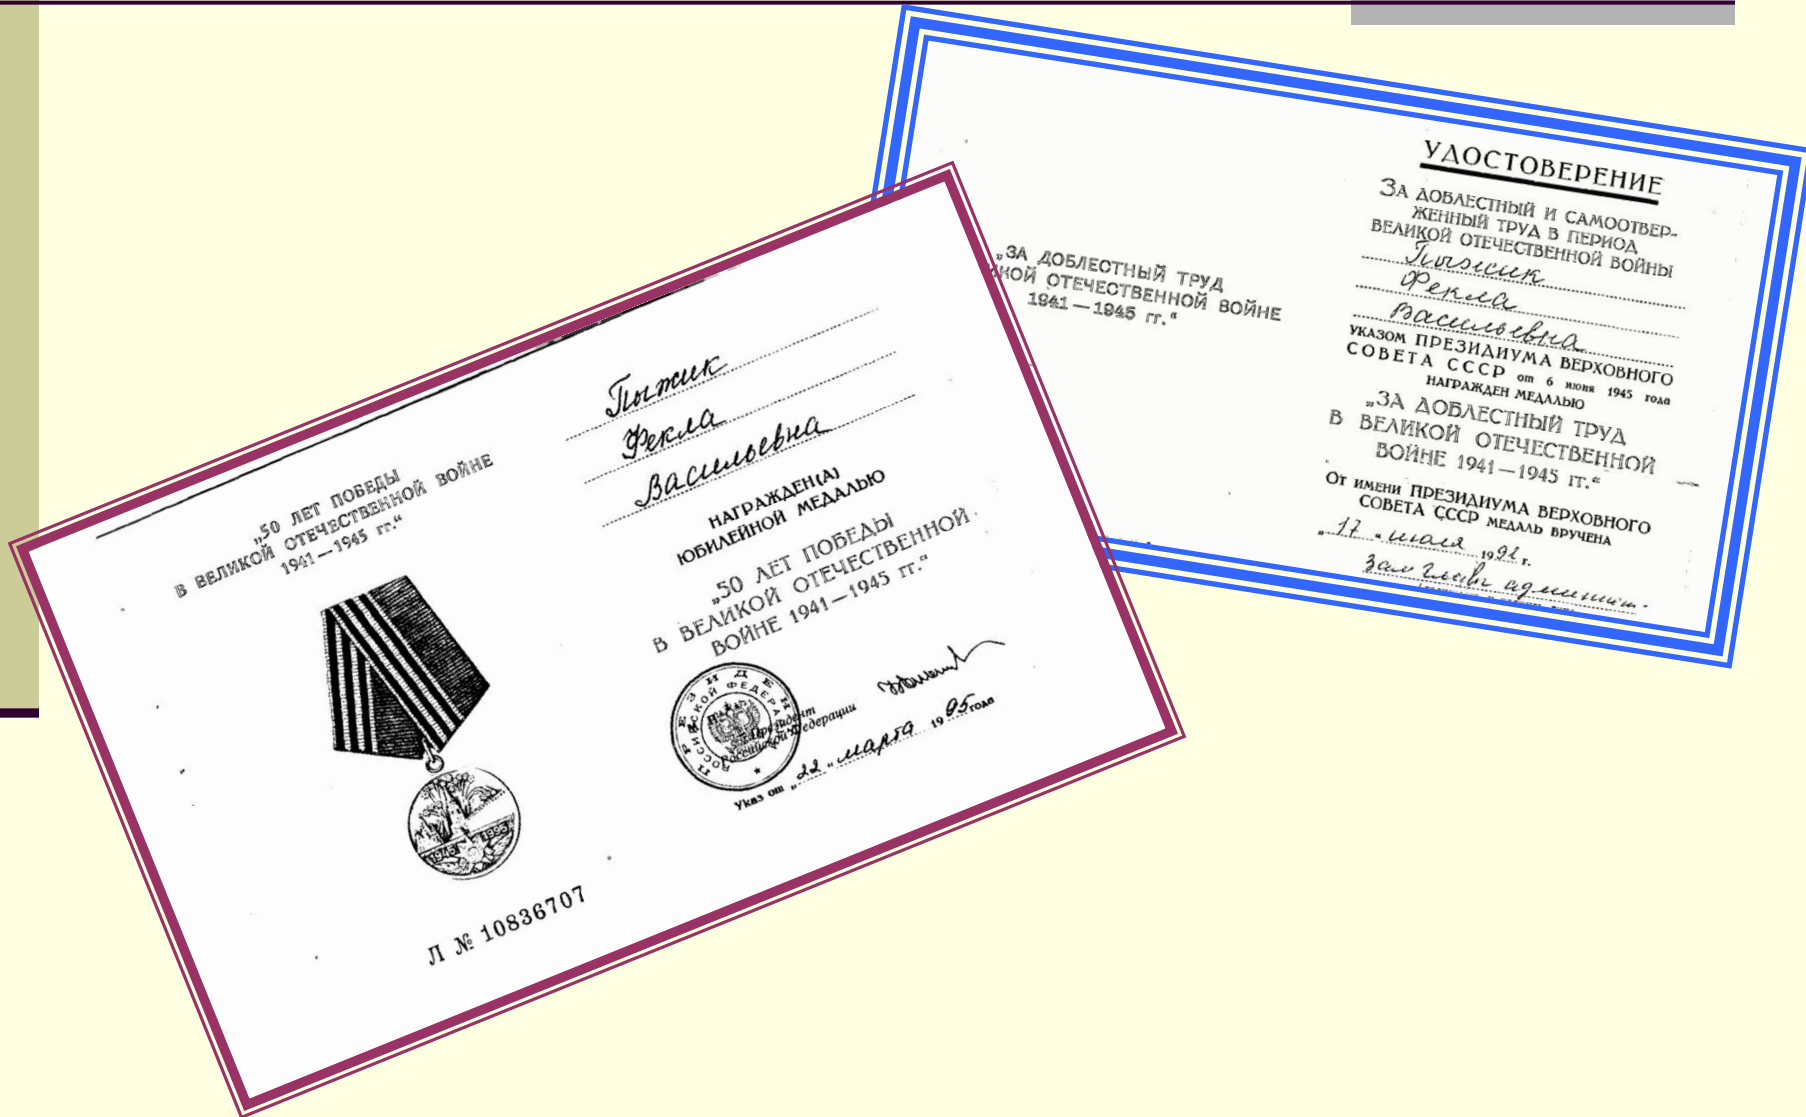 „50 ЛЕТ ПОБЕДЫ
В ВЕЛИКОЙ ОТЕЧЕСТВЕННОЙ ВОЙНЕ
1941—1945 гг.“
Л № 10836707
Пыжик
Фекла
Васильевна
НАГРАЖДЕН(А)
ЮБИЛЕЙНОЙ МЕДАЛЬЮ
„50 ЛЕТ ПОБЕДЫ
В ВЕЛИКОЙ ОТЕЧЕСТВЕННОЙ
ВОЙНЕ 1941—1945 гг.“
Президент
Российской Федерации
Указ от „22“ марта 1995 года
„ЗА ДОБЛЕСТНЫЙ ТРУД
ОТЕЧЕСТВЕННОЙ ВОЙНЕ
1941—1945 гг.“
УДОСТОВЕРЕНИЕ
ЗА ДОБЛЕСТНЫЙ И САМООТВЕР-
ЖЕННЫЙ ТРУД В ПЕРИОД
ВЕЛИКОЙ ОТЕЧЕСТВЕННОЙ ВОЙНЫ
Пыжик
Фекла
Васильевна
УКАЗОМ ПРЕЗИДИУМА ВЕРХОВНОГО
СОВЕТА СССР от 6 июня 1945 года
НАГРАЖДЕН МЕДАЛЬЮ
„ЗА ДОБЛЕСТНЫЙ ТРУД
В ВЕЛИКОЙ ОТЕЧЕСТВЕННОЙ
ВОЙНЕ 1941—1945 гг.“
От имени ПРЕЗИДИУМА ВЕРХОВНОГО
СОВЕТА СССР МЕДАЛЬ ВРУЧЕНА
„17“ июля 1992 г.
Зам главы админист.